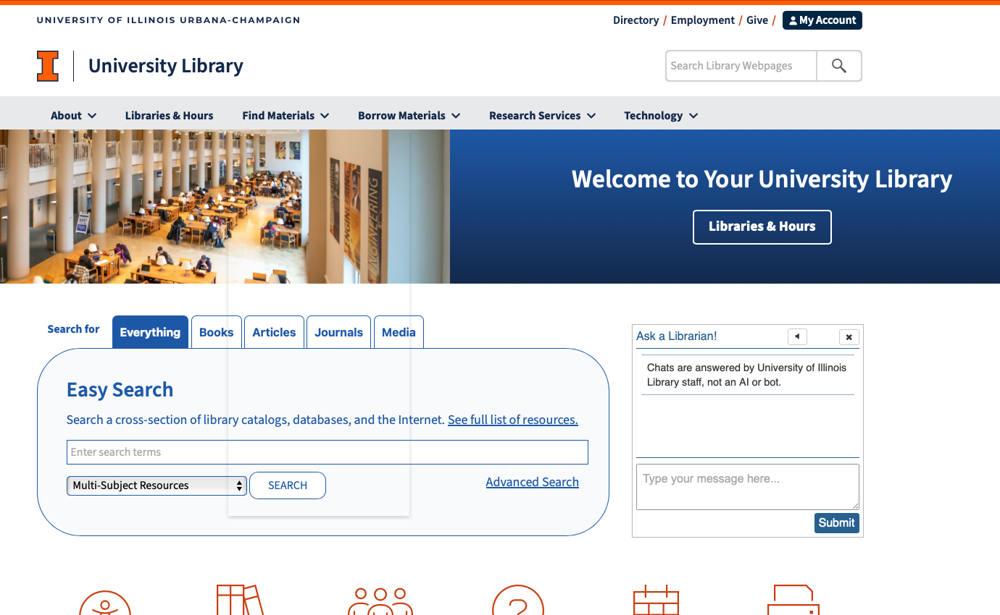 UNIVERSITY OF ILLINOIS URBANA-CHAMPAIGN
Directory / Employment / Give / My Account
University Library
Search Library Webpages
About
Libraries & Hours
Find Materials
Borrow Materials
Research Services
Technology
ENGINEERING
Welcome to Your University Library
Libraries & Hours
Search for
Everything
Books
Articles
Journals
Media
Easy Search
Search a cross-section of library catalogs, databases, and the Internet. See full list of resources.
Enter search terms
Multi-Subject Resources
SEARCH
Advanced Search
Ask a Librarian!
Chats are answered by University of Illinois
Library staff, not an AI or bot.
Type your message here...
Submit